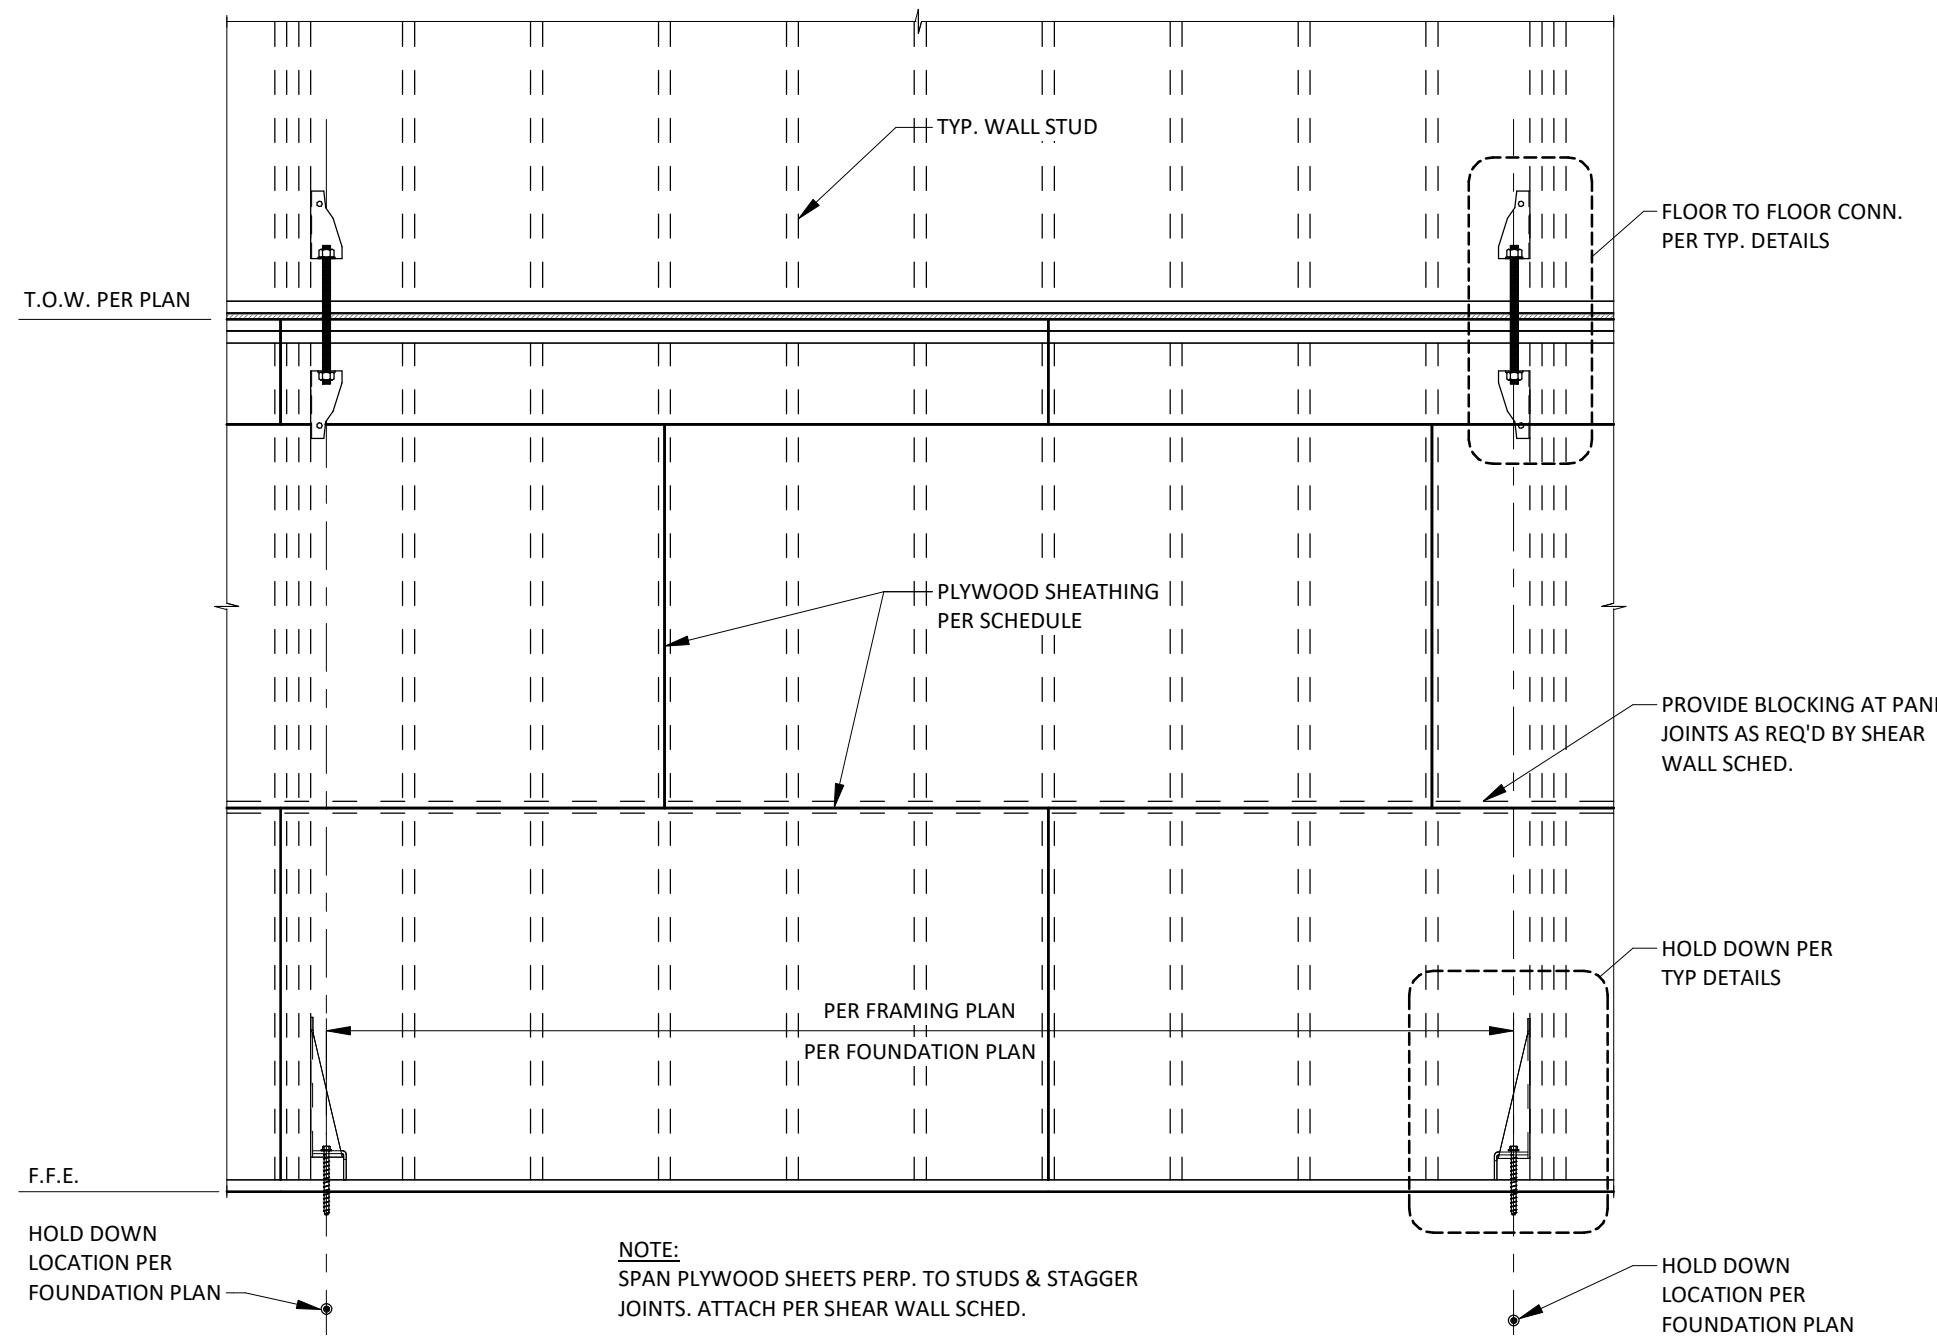 TYP. WALL STUD
FLOOR TO FLOOR CONN.
PER TYP. DETAILS
T.O.W. PER PLAN
PLYWOOD SHEATHING
PER SCHEDULE
PROVIDE BLOCKING AT
JOINTS AS REQ'D BY SHEAR
WALL SCHED.
HOLD DOWN PER
TYP DETAILS
PER FRAMING PLAN
PER FOUNDATION PLAN
F.F.E.
HOLD DOWN
LOCATION PER
FOUNDATION PLAN
NOTE:
SPAN PLYWOOD SHEETS PERP. TO STUDS & STAGGER
JOINTS. ATTACH PER SHEAR WALL SCHED.
HOLD DOWN
LOCATION PER
FOUNDATION PLAN